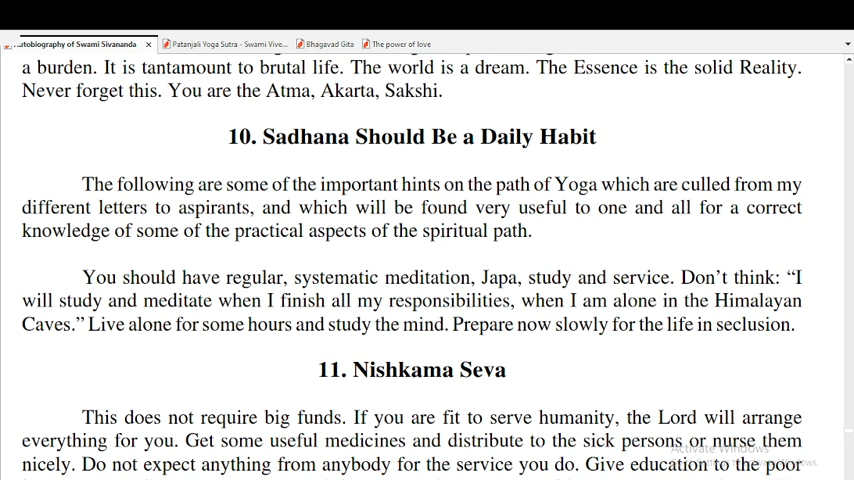 Autobiography of Swami Sivananda
Patanjali Yoga Sutra - Swami Vive...
Bhagavad Gita
The power of love
a burden. It is tantamount to brutal life. The world is a dream. The Essence is the solid Reality.
Never forget this. You are the Atma, Akarta, Sakshi.
10. Sadhana Should Be a Daily Habit
The following are some of the important hints on the path of Yoga which are culled from my
different letters to aspirants, and which will be found very useful to one and all for a correct
knowledge of some of the practical aspects of the spiritual path.
You should have regular, systematic meditation, Japa, study and service. Don’t think: “I
will study and meditate when I finish all my responsibilities, when I am alone in the Himalayan
Caves.” Live alone for some hours and study the mind. Prepare now slowly for the life in seclusion.
11. Nishkama Seva
This does not require big funds. If you are fit to serve humanity, the Lord will arrange
everything for you. Get some useful medicines and distribute to the sick persons or nurse them
nicely. Do not expect anything from anybody for the service you do. Give education to the poor
Activate Windows